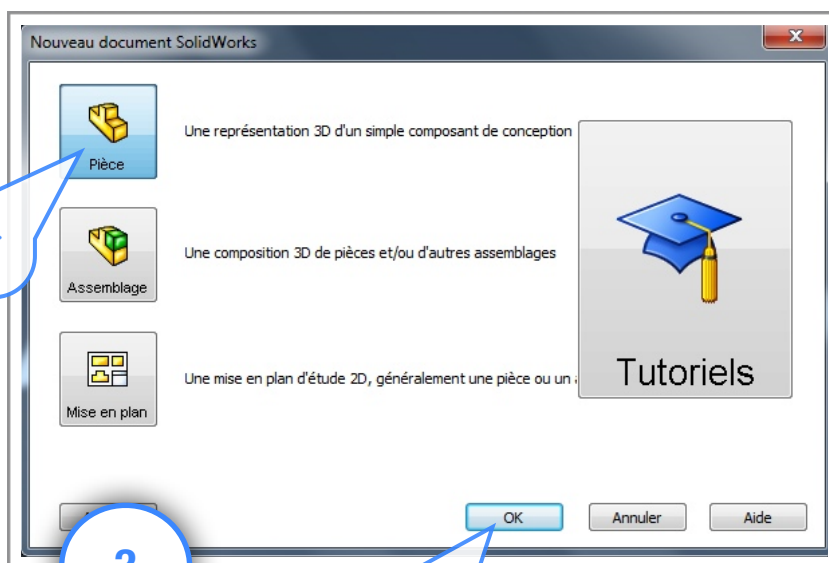 Nouveau document SolidWorks
Une représentation 3D d'un simple composant de conception
Pièce
Une composition 3D de pièces et/ou d'autres assemblages
Assemblage
Une mise en plan d'étude 2D, généralement une pièce ou un
Mise en plan
Tutoriels
OK
Annuler
Aide